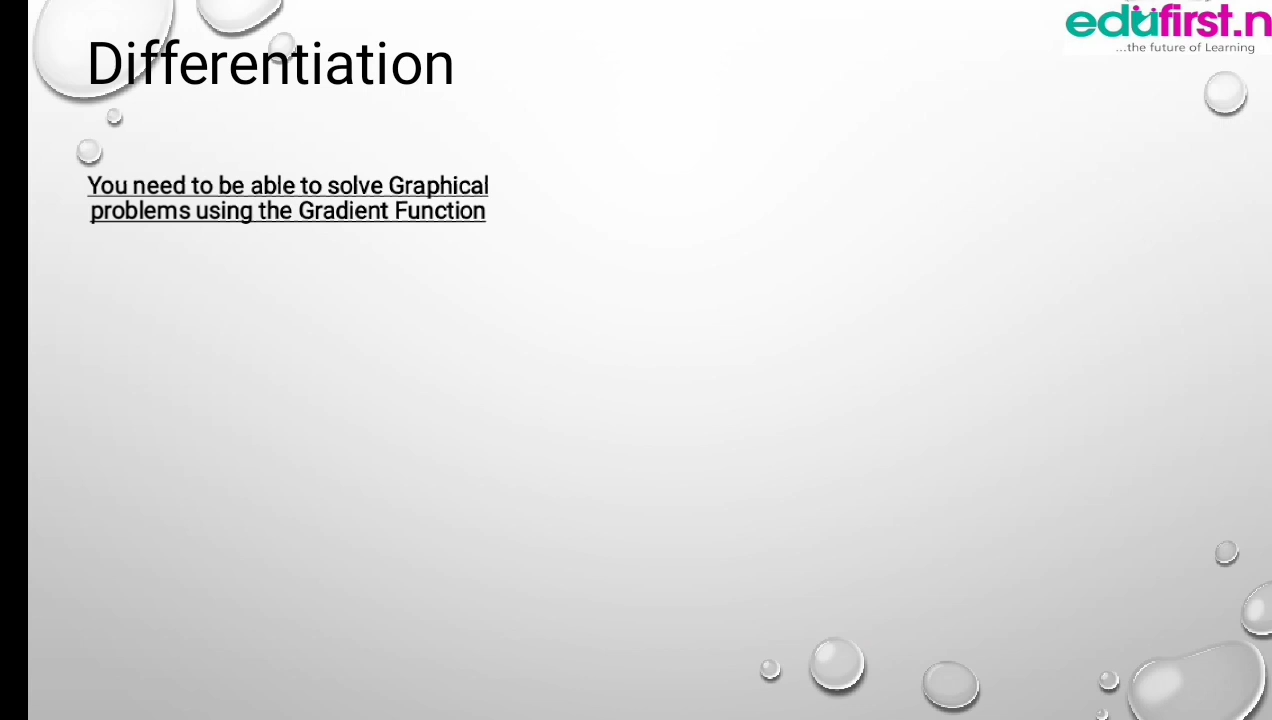 edufirst.n
...the future of Learning
Differentiation
You need to be able to solve Graphical
problems using the Gradient Function